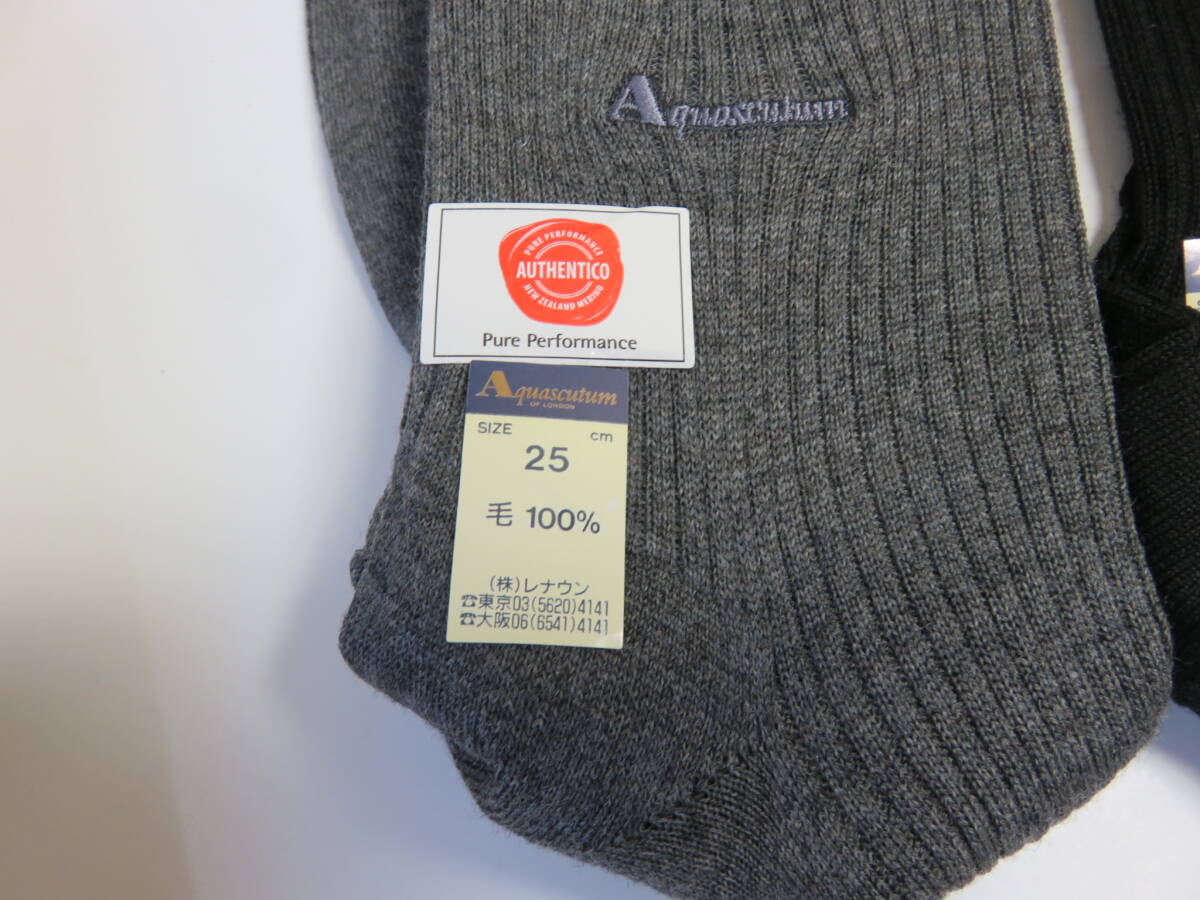 Aquascutum
PURE PERFORMANCE
AUTHENTICO
NEW ZEALAND MERINO
Pure Performance
Aquascutum
OF LONDON
SIZE cm
25
毛 100%
(株)レナウン
☎東京03(5620)4141
☎大阪06(6541)4141